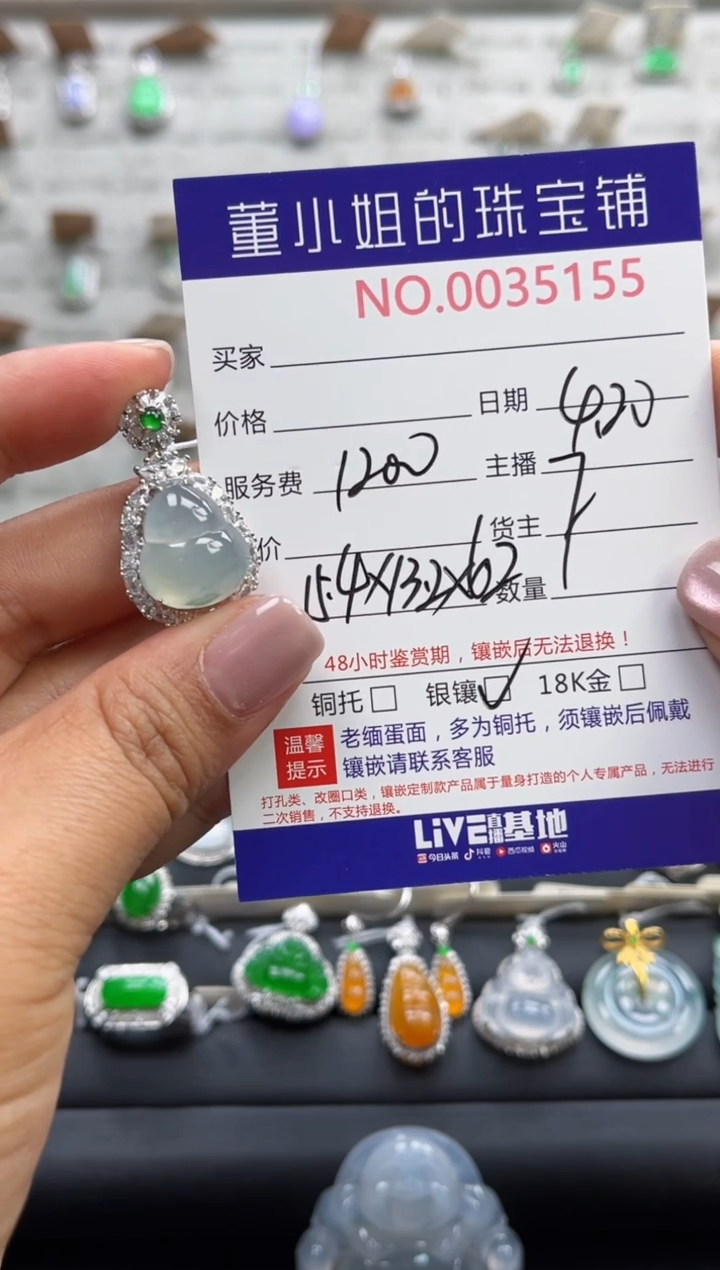 董小姐的珠宝铺
NO.0035155
买家
价格 日期 4.20
服务费 1200 主播
价 货主
15.4×13.2×6.2 数量
48小时鉴赏期，镶嵌后无法退换！
铜托 银镶 ✓ 18K金
温馨提示 老缅蛋面，多为铜托，须镶嵌后佩戴
镶嵌请联系客服
打孔类、改圈口类，镶嵌定制款产品属于量身打造的个人专属产品，无法进行
二次销售，不支持退换。
LiVE直播基地
今日头条 抖音 西瓜视频 火山